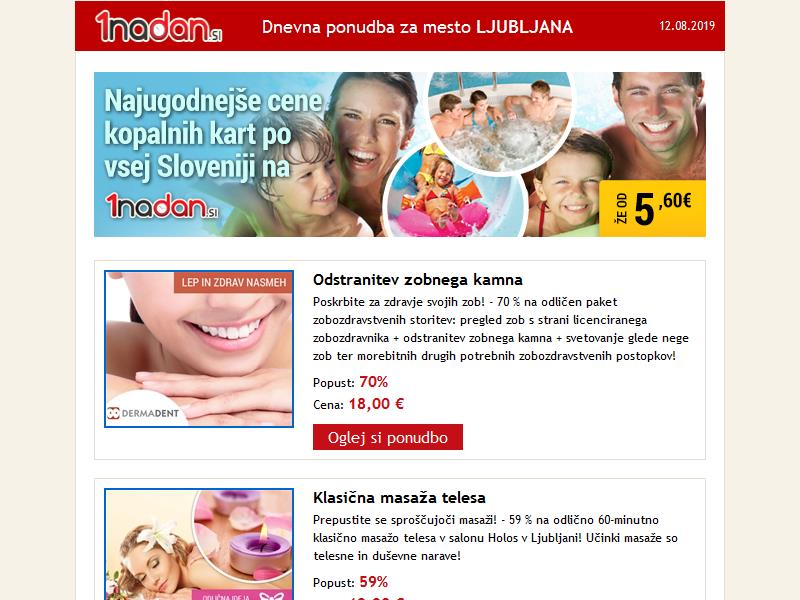 1nadan.si
Dnevna ponudba za mesto LJUBLJANA
12.08.2019
Najugodnejše cene
kopalnih kart po
vsej Sloveniji na
1nadan.si
ŽE OD 5,60€
LEP IN ZDRAV NASMEH
DERMADENT
Odstranitev zobnega kamna
Poskrbite za zdravje svojih zob! - 70 % na odličen paket
zobozdravstvenih storitev: pregled zob s strani licenciranega
zobozdravnika + odstranitev zobnega kamna + svetovanje glede nege
zob ter morebitnih drugih potrebnih zobozdravstvenih postopkov!
Popust: 70%
Cena: 18,00 €
Oglej si ponudbo
Klasična masaža telesa
Prepustite se sproščujoči masaži! - 59 % na odlično 60-minutno
klasično masažo telesa v salonu Holos v Ljubljani! Učinki masaže so
telesne in duševne narave!
Popust: 59%
ODLIČNA IDEJA